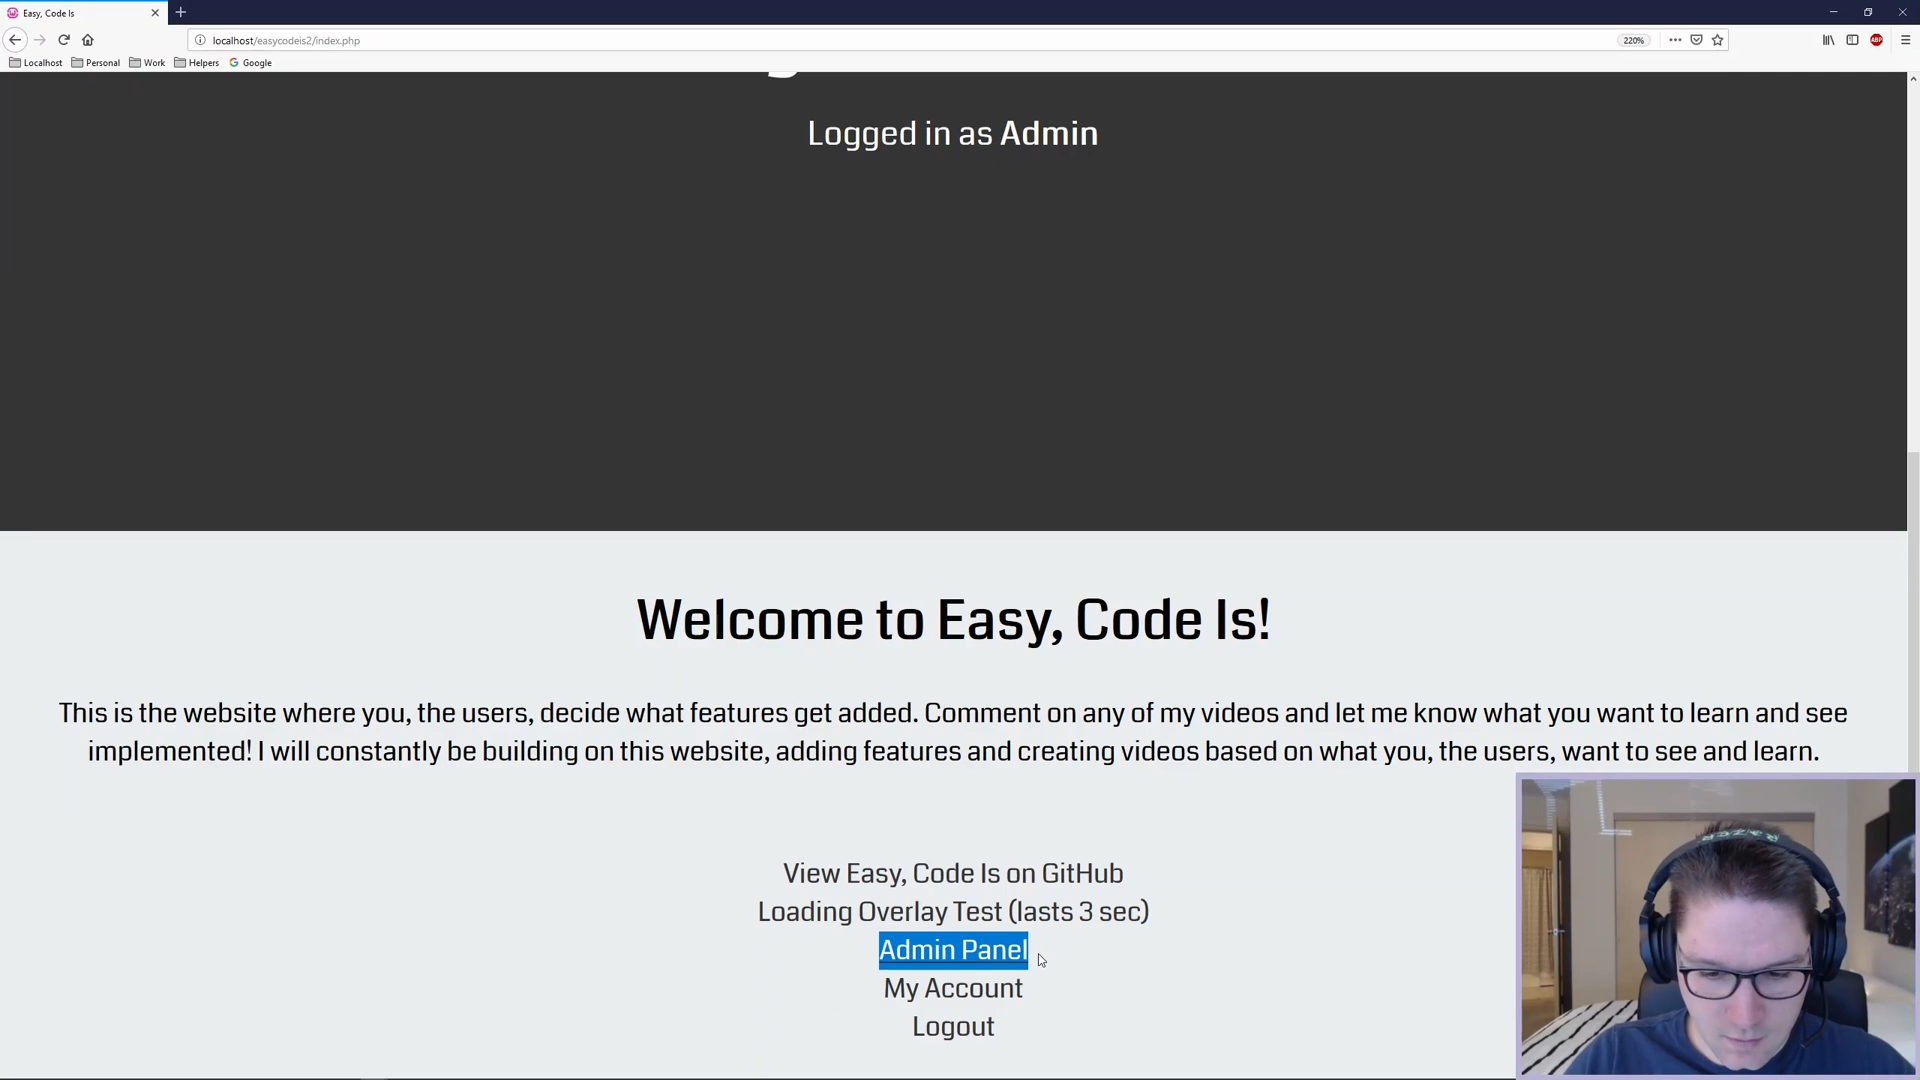 Easy, Code Is
localhost/easycodeis2/index.php
220%
Localhost
Personal
Work
Helpers
Google
ABP
Logged in as Admin
Welcome to Easy, Code Is!
This is the website where you, the users, decide what features get added. Comment on any of my videos and let me know what you want to learn and see
implemented! I will constantly be building on this website, adding features and creating videos based on what you, the users, want to see and learn.
View Easy, Code Is on GitHub
Loading Overlay Test (lasts 3 sec)
Admin Panel
My Account
Logout
RAZER